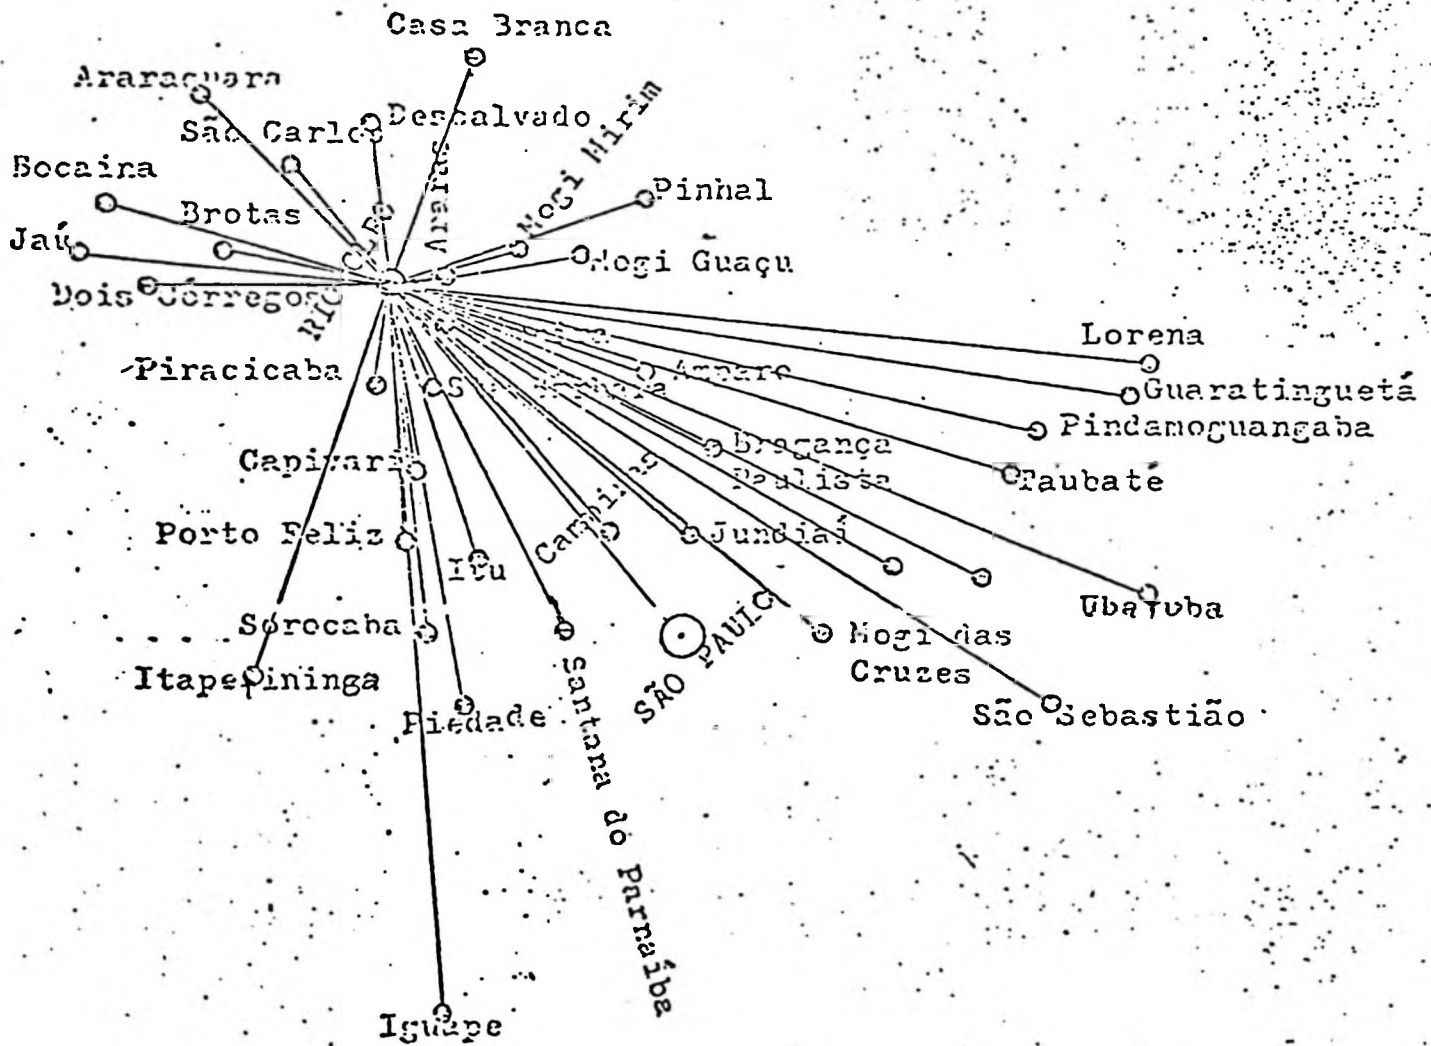 Casa Branca
Araraquara
Descalvado
São Carlos
Mogi Mirim
Araras
Bocaina
Pinhal
Brotas
Jaú
Mogi Guaçu
Dois Córregos
RIO
Lorena
Piracicaba
Amparo
Guaratinguetá
Pindamoguangaba
Bragança
Paulista
Capivari
Taubaté
Campinas
Porto Feliz
Jundiaí
Itu
Ubatuba
Sorocaba
Mogi das
Cruzes
Itapetininga
SÃO PAULO
Piedade
São Sebastião
Santana do Parnaíba
Iguape